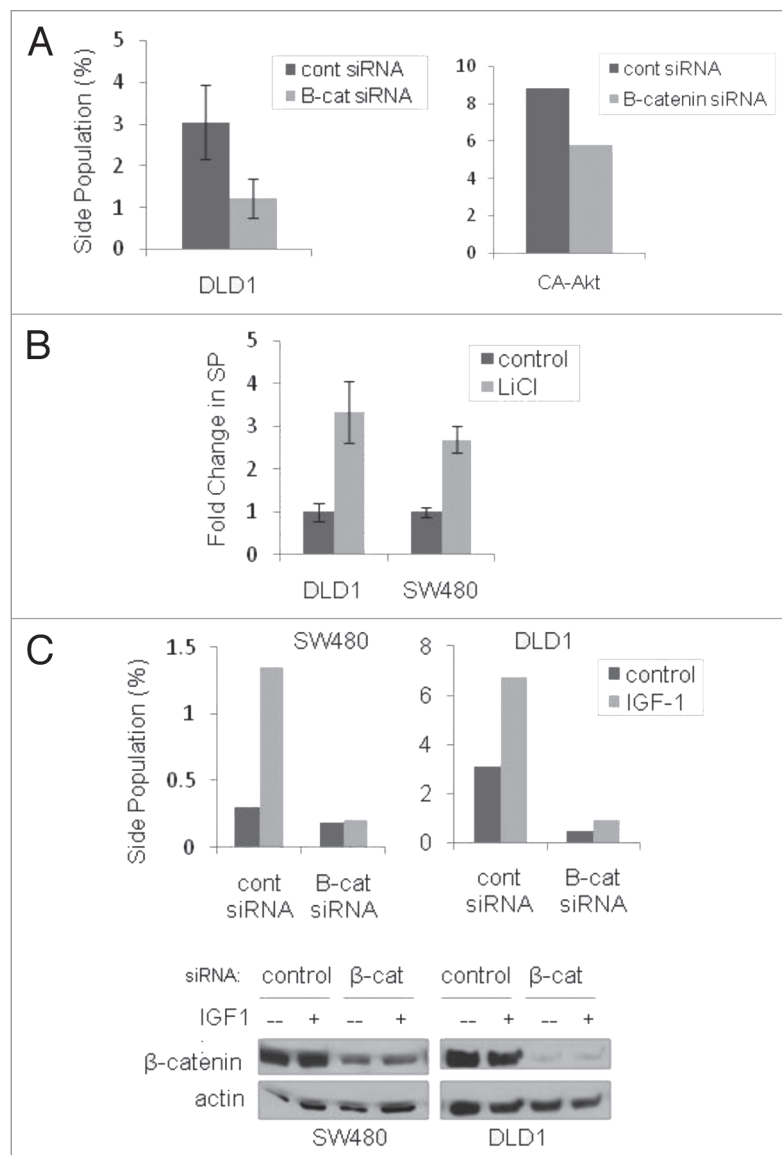 A
Side Population (%)
5
4
3
2
1
0
cont siRNA
B-cat siRNA
DLD1
10
8
6
4
2
0
cont siRNA
B-catenin siRNA
CA-Akt
B
Fold Change in SP
5
4
3
2
1
0
control
LiCl
DLD1
SW480
C
Side Population (%)
SW480
1.5
1
0.5
0
cont siRNA
B-cat siRNA
DLD1
8
6
4
2
0
control
IGF-1
cont siRNA
B-cat siRNA
siRNA: control β-cat control β-cat
IGF1 -- + -- + -- + -- +
β-catenin
actin
SW480 DLD1